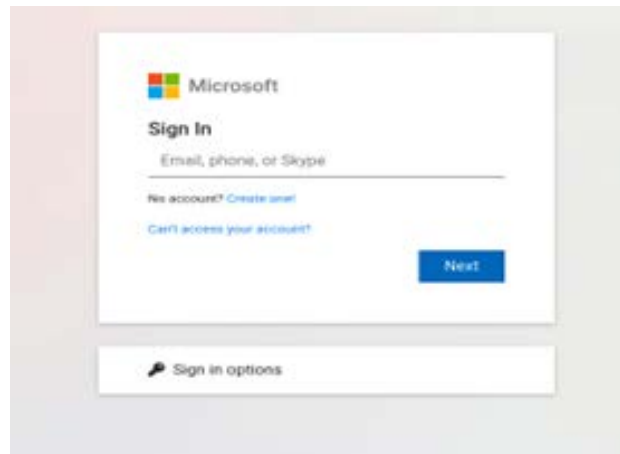 Microsoft
Sign In
Email, phone, or Skype
No account? Create one!
Can't access your account?
Next
Sign in options